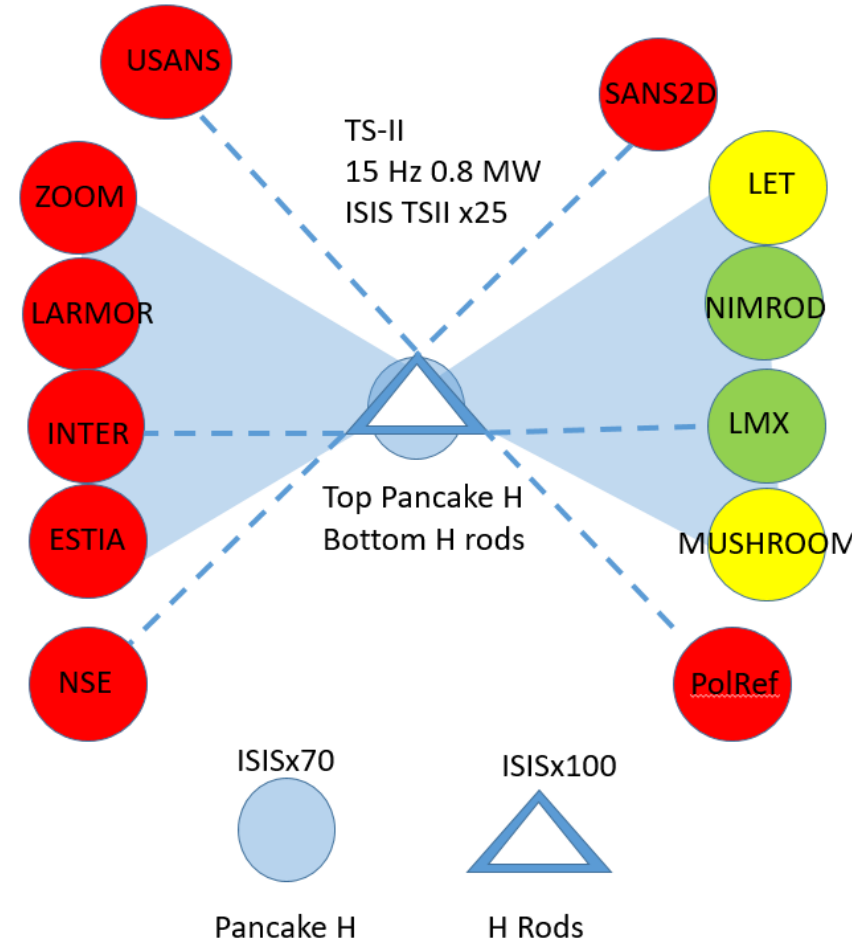 USANS
SANS2D
TS-II
15 Hz 0.8 MW
ISIS TSII x25
ZOOM
LET
LARMOR
NIMROD
INTER
LMX
Top Pancake H
Bottom H rods
ESTIA
MUSHROOM
NSE
PolRef
ISISx70
ISISx100
Pancake H
H Rods